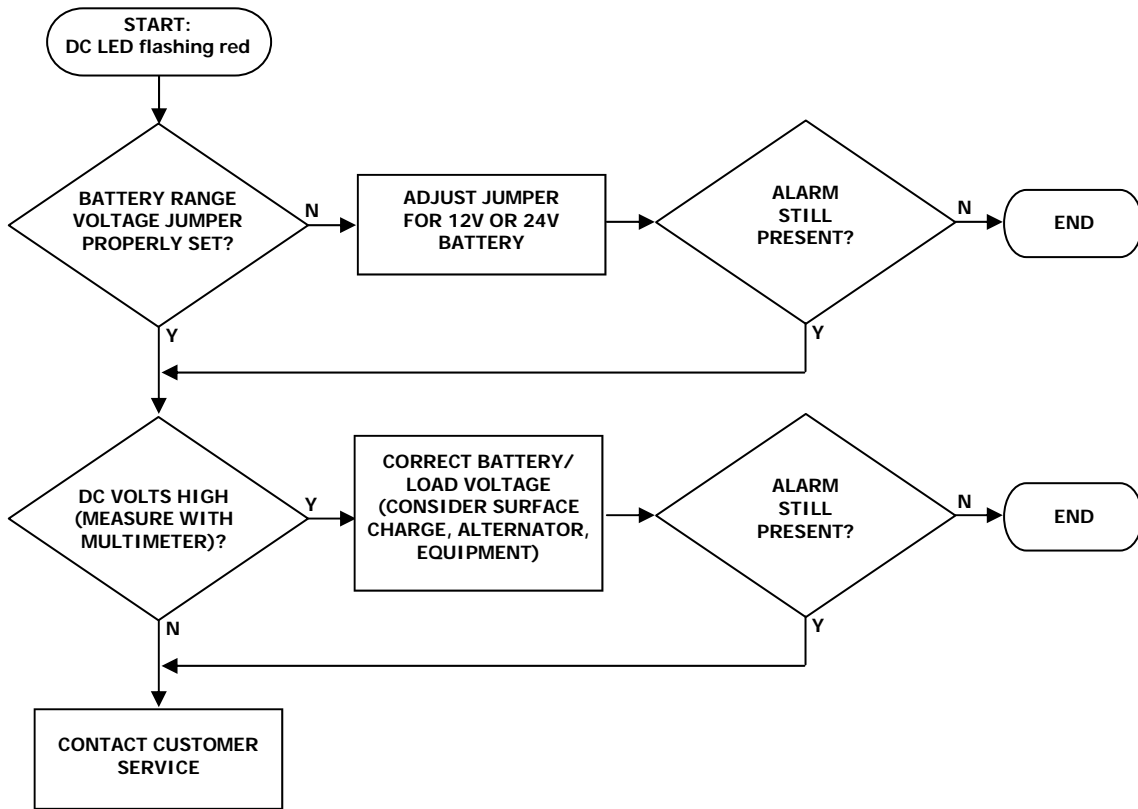 START:
DC LED flashing red
BATTERY RANGE
VOLTAGE JUMPER
PROPERLY SET?
N
ADJUST JUMPER
FOR 12V OR 24V
BATTERY
ALARM
STILL
PRESENT?
N
END
Y
Y
DC VOLTS HIGH
(MEASURE WITH
MULTIMETER)?
Y
CORRECT BATTERY/
LOAD VOLTAGE
(CONSIDER SURFACE
CHARGE, ALTERNATOR,
EQUIPMENT)
ALARM
STILL
PRESENT?
N
END
N
Y
CONTACT CUSTOMER
SERVICE